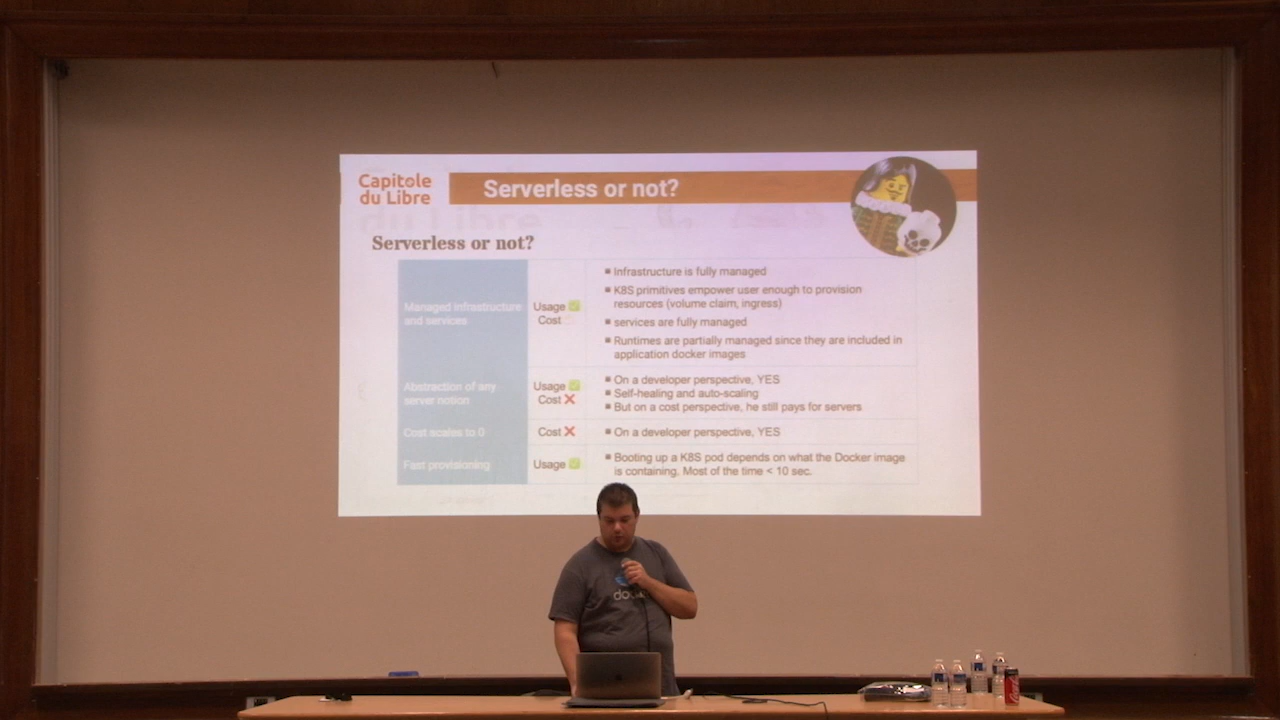 Capitole
du Libre
Serverless or not?
Serverless or not?
Managed infrastructure
and services
Usage ✅
Cost
▪ Infrastructure is fully managed
▪ K8S primitives empower user enough to provision
resources (volume claim, ingress)
▪ services are fully managed
▪ Runtimes are partially managed since they are included in
application docker images
Abstraction of any
server notion
Usage ✅
Cost ❌
▪ On a developer perspective, YES
▪ Self-healing and auto-scaling
▪ But on a cost perspective, he still pays for servers
Cost scales to 0
Cost ❌
▪ On a developer perspective, YES
Fast provisioning
Usage ✅
▪ Booting up a K8S pod depends on what the Docker image
is containing. Most of the time < 10 sec.